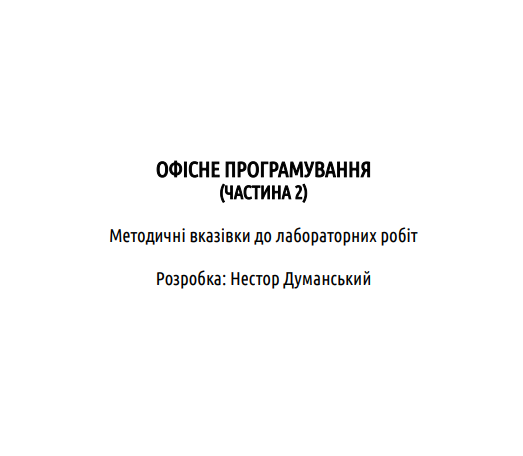 ОФІСНЕ ПРОГРАМУВАННЯ
(ЧАСТИНА 2)
Методичні вказівки до лабораторних робіт
Розробка: Нестор Думанський